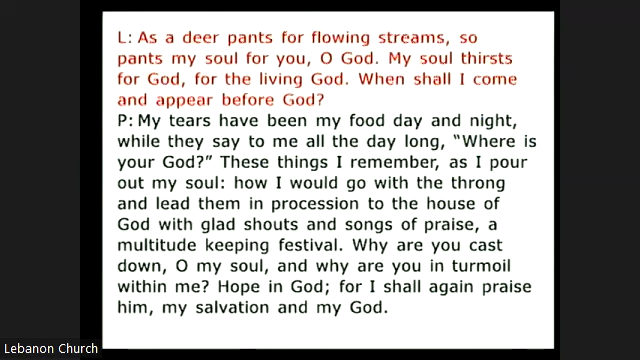 L: As a deer pants for flowing streams, so
pants my soul for you, O God. My soul thirsts
for God, for the living God. When shall I come
and appear before God?
P: My tears have been my food day and night,
while they say to me all the day long, “Where is
your God?” These things I remember, as I pour
out my soul: how I would go with the throng
and lead them in procession to the house of
God with glad shouts and songs of praise, a
multitude keeping festival. Why are you cast
down, O my soul, and why are you in turmoil
within me? Hope in God; for I shall again praise
him, my salvation and my God.
Lebanon Church